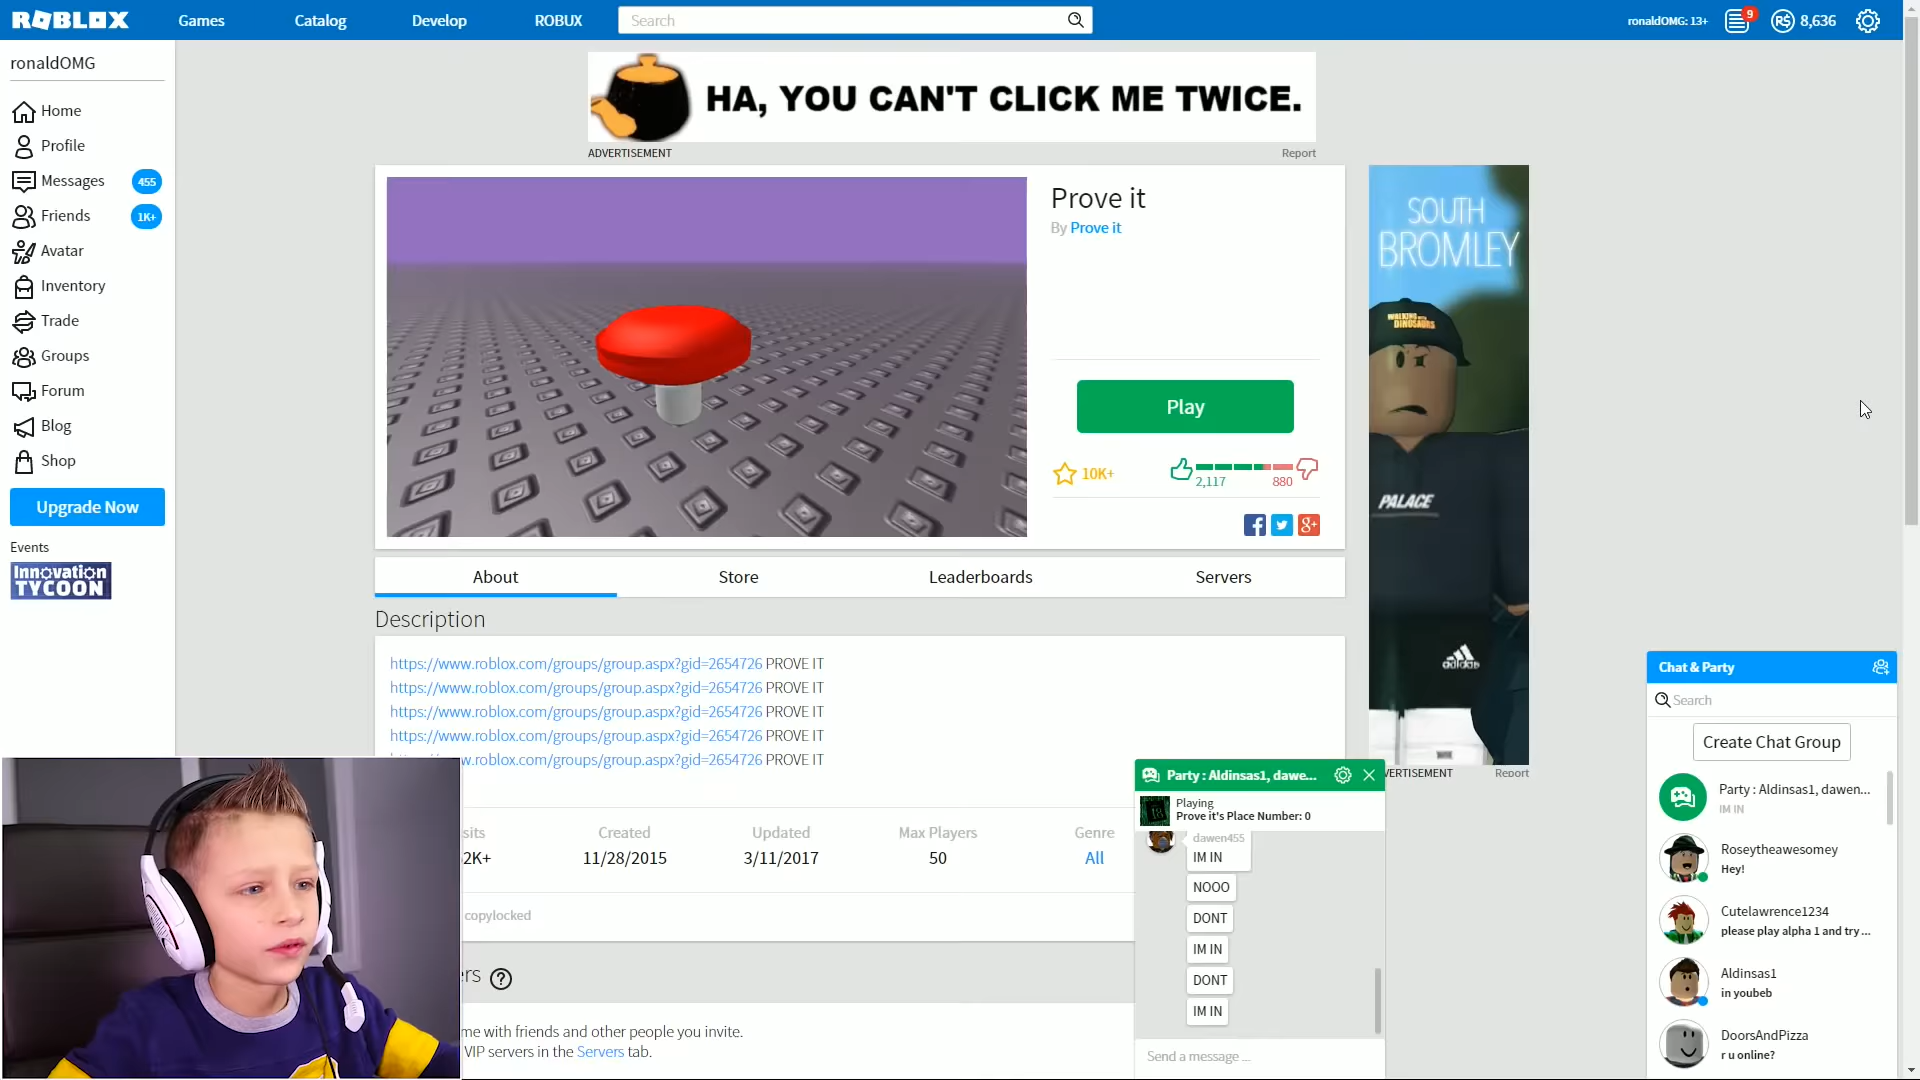 ROBLOX
Games
Catalog
Develop
ROBUX
Search
ronaldOMG: 13+
9
R$ 8,636
ronaldOMG
Home
Profile
Messages 455
Friends 1K+
Avatar
Inventory
Trade
Groups
Forum
Blog
Shop
Upgrade Now
Events
Innovation
TYCOON
HA, YOU CAN'T CLICK ME TWICE.
ADVERTISEMENT
Report
Prove it
By Prove it
Play
10K+
2,117
880
SOUTH
BROMLEY
WALKING WITH
DINOSAURS
PALACE
adidas
VERTISEMENT
Report
About
Store
Leaderboards
Servers
Description
https://www.roblox.com/groups/group.aspx?gid=2654726 PROVE IT
https://www.roblox.com/groups/group.aspx?gid=2654726 PROVE IT
https://www.roblox.com/groups/group.aspx?gid=2654726 PROVE IT
https://www.roblox.com/groups/group.aspx?gid=2654726 PROVE IT
w.roblox.com/groups/group.aspx?gid=2654726 PROVE IT
sits
Created
Updated
Max Players
Genre
2K+
11/28/2015
3/11/2017
50
All
copylocked
ers
me with friends and other people you invite.
VIP servers in the Servers tab.
Party : Aldinsas1, dawe...
Playing
Prove it's Place Number: 0
dawen455
IM IN
NOOO
DONT
IM IN
DONT
IM IN
Send a message ...
Chat & Party
Search
Create Chat Group
Party : Aldinsas1, dawen...
IM IN
Roseytheawesomey
Hey!
Cutelawrence1234
please play alpha 1 and try ...
Aldinsas1
in youbeb
DoorsAndPizza
r u online?